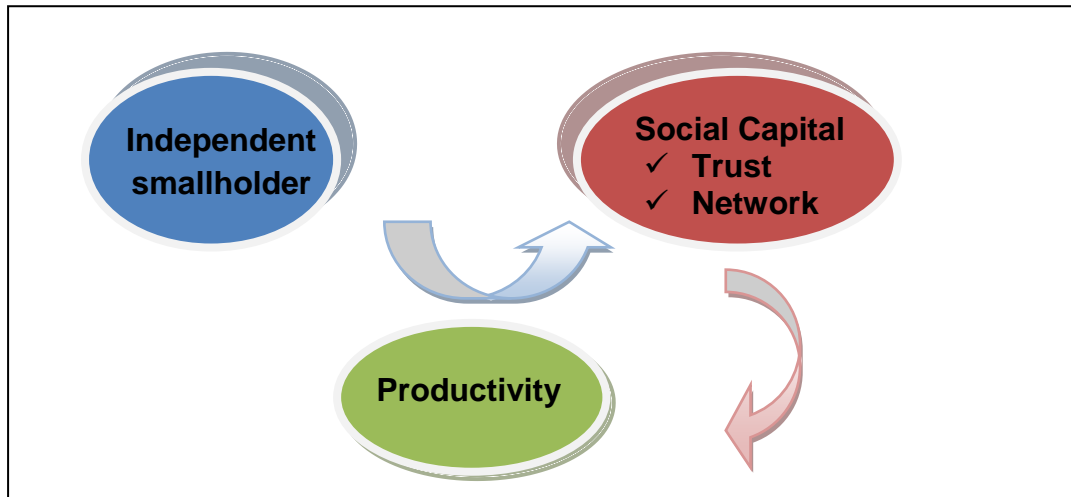 Independent
smallholder
Social Capital
✓ Trust
✓ Network
Productivity